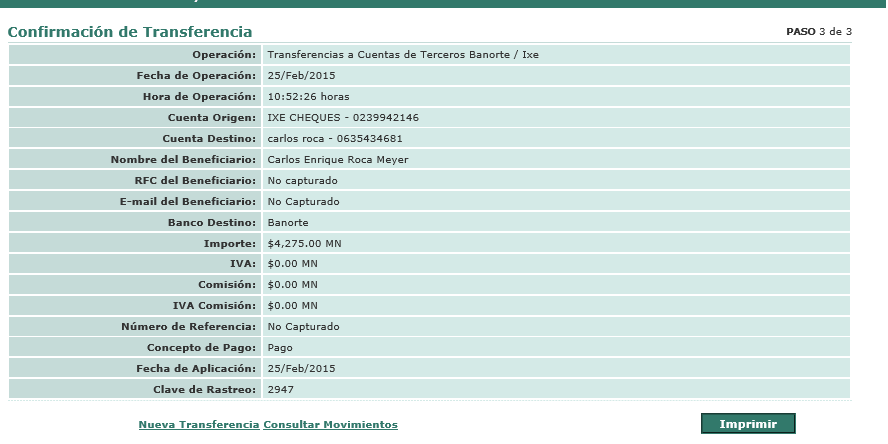 Confirmación de Transferencia PASO 3 de 3
Operación: Transferencias a Cuentas de Terceros Banorte / Ixe
Fecha de Operación: 25/Feb/2015
Hora de Operación: 10:52:26 horas
Cuenta Origen: IXE CHEQUES - 0239942146
Cuenta Destino: carlos roca - 0635434681
Nombre del Beneficiario: Carlos Enrique Roca Meyer
RFC del Beneficiario: No capturado
E-mail del Beneficiario: No Capturado
Banco Destino: Banorte
Importe: $4,275.00 MN
IVA: $0.00 MN
Comisión: $0.00 MN
IVA Comisión: $0.00 MN
Número de Referencia: No Capturado
Concepto de Pago: Pago
Fecha de Aplicación: 25/Feb/2015
Clave de Rastreo: 2947
Nueva Transferencia Consultar Movimientos Imprimir